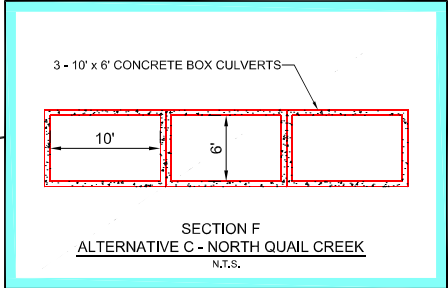 3 - 10' x 6' CONCRETE BOX CULVERTS
10'
6'
SECTION F
ALTERNATIVE C - NORTH QUAIL CREEK
N.T.S.